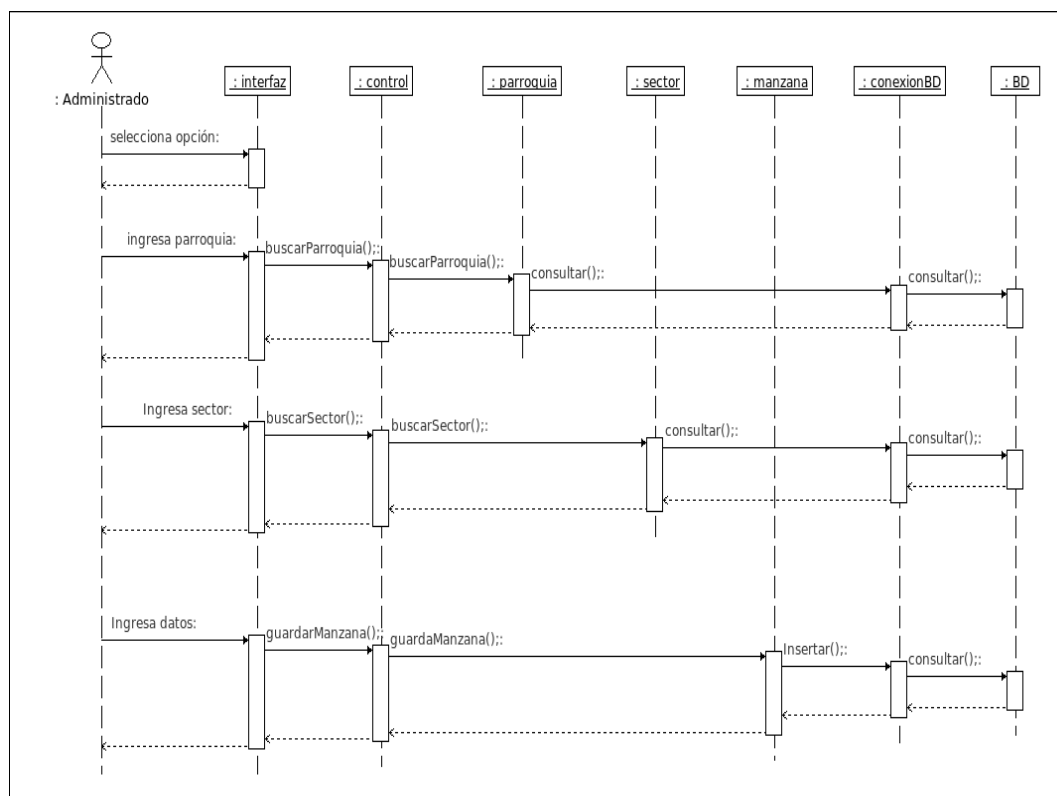 : Administrado
: interfaz
: control
: parroquia
: sector
: manzana
: conexionBD
: BD
selecciona opción:
ingresa parroquia:
buscarParroquia();:
buscarParroquia();:
consultar();:
consultar();:
Ingresa sector:
buscarSector();:
buscarSector();:
consultar();:
consultar();:
Ingresa datos:
guardarManzana();:
guardaManzana();:
Insertar();:
consultar();: